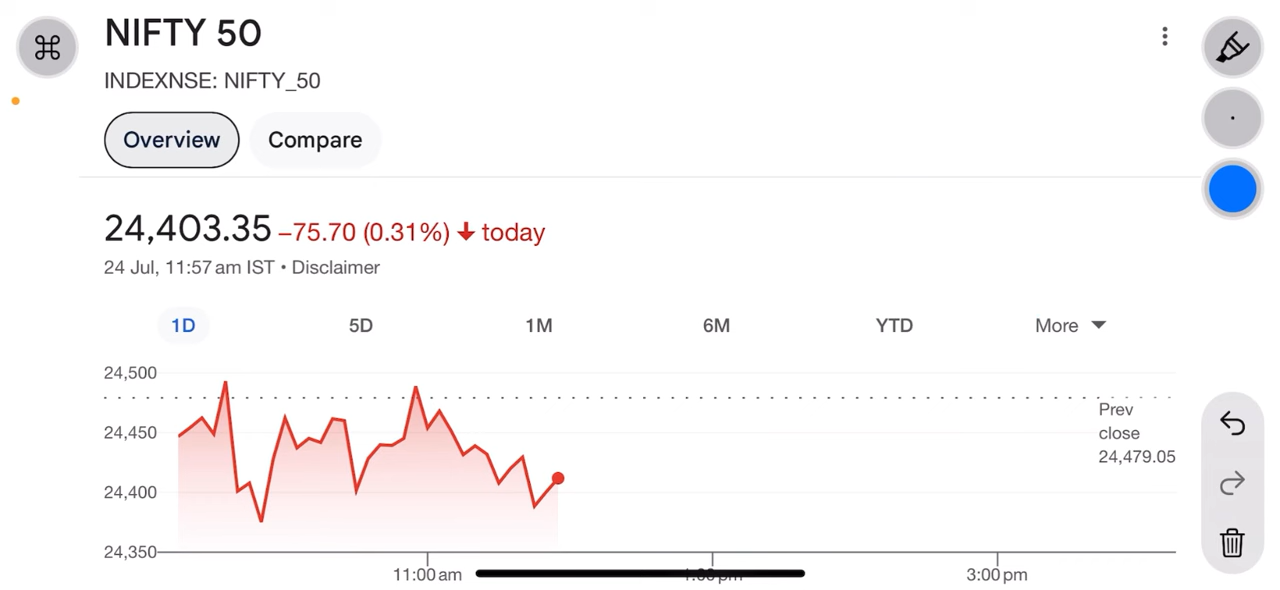 NIFTY 50
INDEXNSE: NIFTY_50
Overview Compare
24,403.35 –75.70 (0.31%) today
24 Jul, 11:57 am IST • Disclaimer
1D 5D 1M 6M YTD More
24,500
24,450
24,400
24,350
Prev
close
24,479.05
11:00 am 3:00 pm